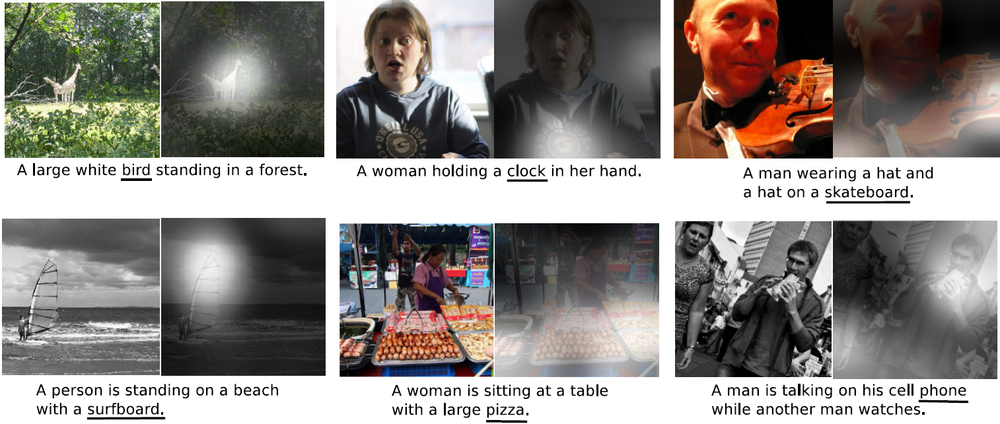 A large white bird standing in a forest.
A woman holding a clock in her hand.
A man wearing a hat and
a hat on a skateboard.
A person is standing on a beach
with a surfboard.
A woman is sitting at a table
with a large pizza.
A man is talking on his cell phone
while another man watches.